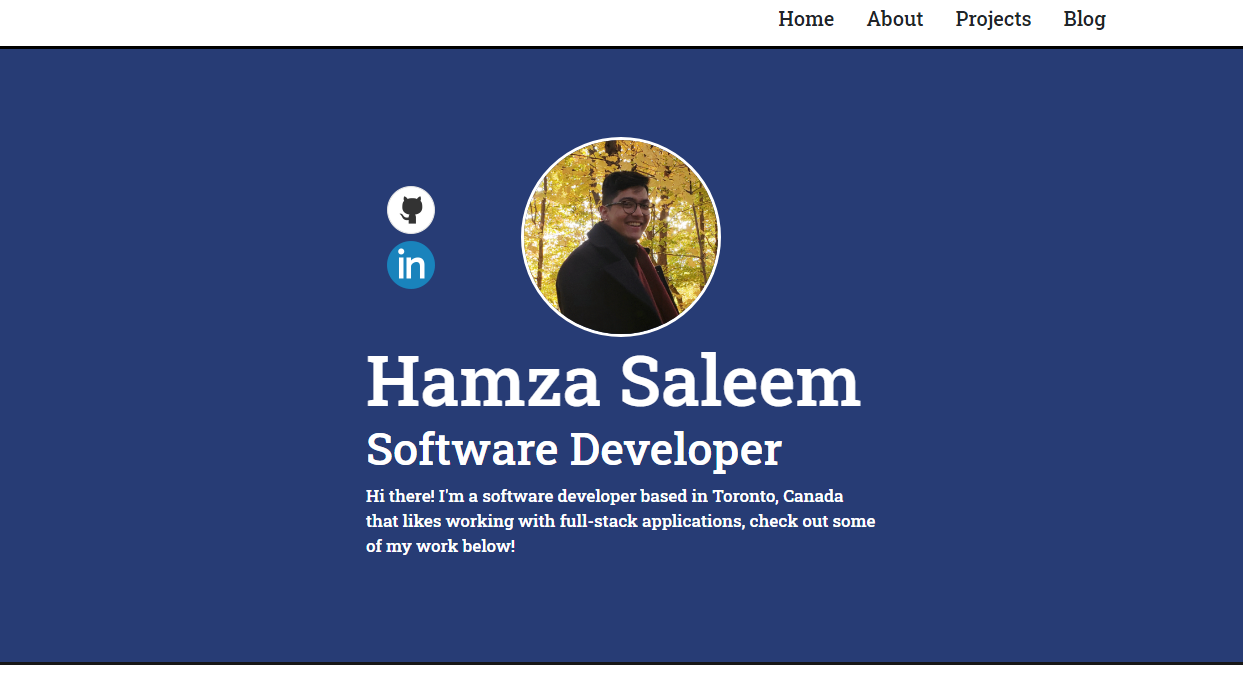 Home About Projects Blog
in
Hamza Saleem
Software Developer
Hi there! I'm a software developer based in Toronto, Canada
that likes working with full-stack applications, check out some
of my work below!